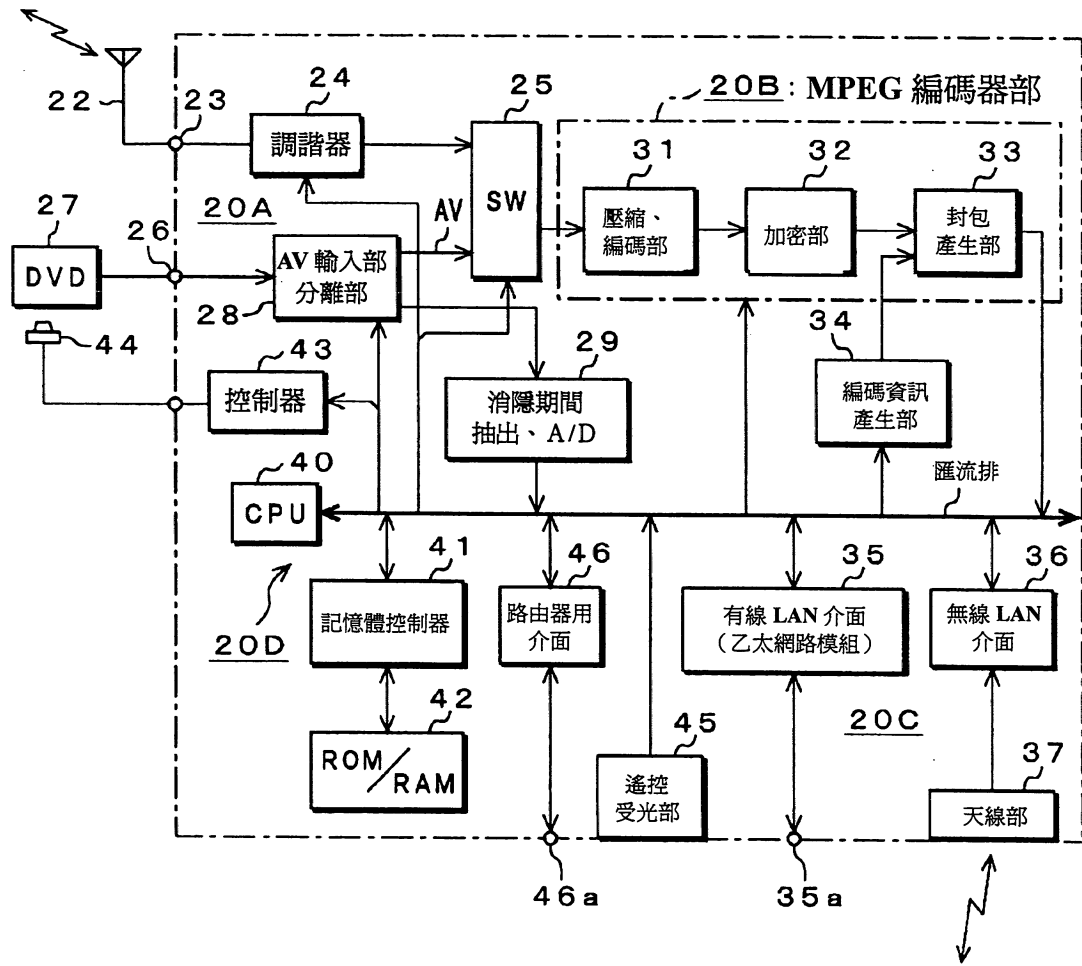 22
23
24
調諧器
25
SW
20B：MPEG 編碼器部
31
壓縮、
編碼部
32
加密部
33
封包
產生部
20A
27
DVD
26
AV 輸入部
分離部
28
AV
44
43
控制器
29
消隱期間
抽出、A/D
34
編碼資訊
產生部
40
CPU
匯流排
20D
41
記憶體控制器
46
路由器用
介面
35
有線 LAN 介面
（乙太網路模組）
36
無線 LAN
介面
42
ROM/RAM
45
遙控
受光部
20C
37
天線部
46a
35a